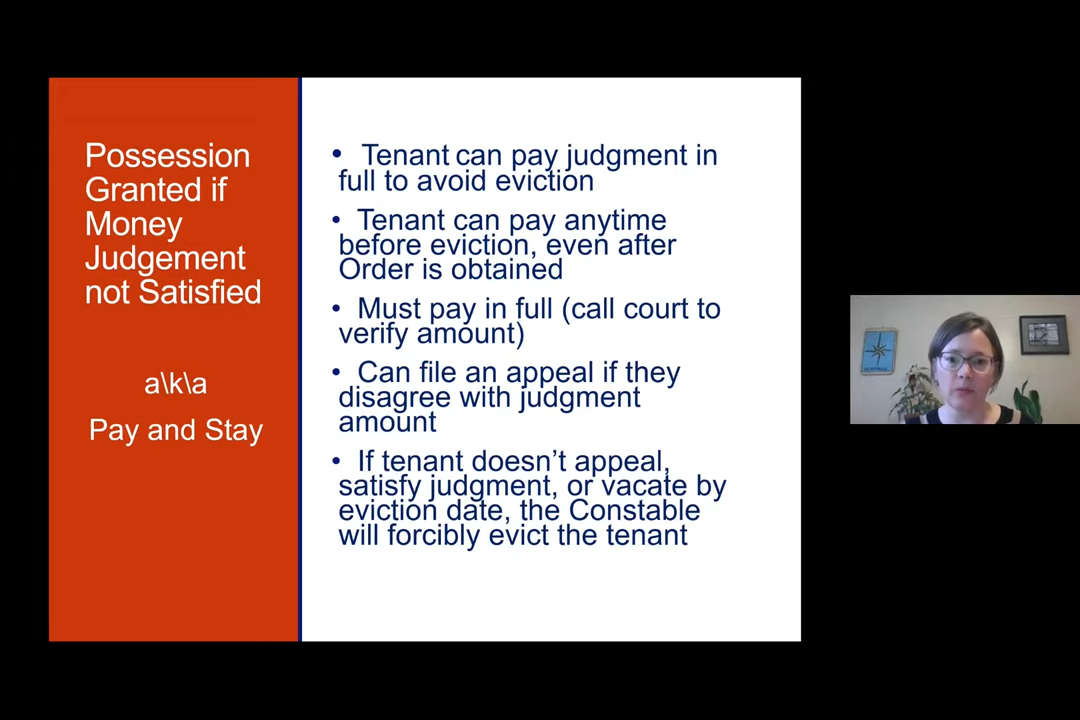 Possession
Granted if
Money
Judgement
not Satisfied
a\k\a
Pay and Stay
• Tenant can pay judgment in
full to avoid eviction
• Tenant can pay anytime
before eviction, even after
Order is obtained
• Must pay in full (call court to
verify amount)
• Can file an appeal if they
disagree with judgment
amount
• If tenant doesn’t appeal,
satisfy judgment, or vacate by
eviction date, the Constable
will forcibly evict the tenant